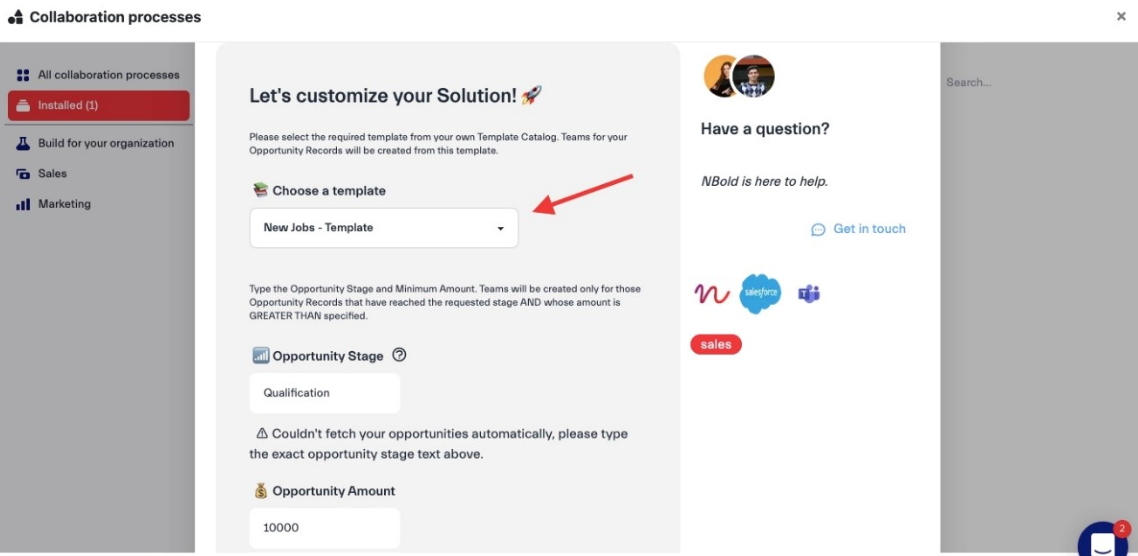 Collaboration processes
All collaboration processes
Installed (1)
Build for your organization
Sales
Marketing
Let's customize your Solution! 🚀
Please select the required template from your own Template Catalog. Teams for your
Opportunity Records will be created from this template.
📚 Choose a template
New Jobs - Template
Type the Opportunity Stage and Minimum Amount. Teams will be created only for those
Opportunity Records that have reached the requested stage AND whose amount is
GREATER THAN specified.
📶 Opportunity Stage ?
Qualification
⚠ Couldn't fetch your opportunities automatically, please type
the exact opportunity stage text above.
💰 Opportunity Amount
10000
Have a question?
NBold is here to help.
Get in touch
salesforce
T
sales
Search...
2